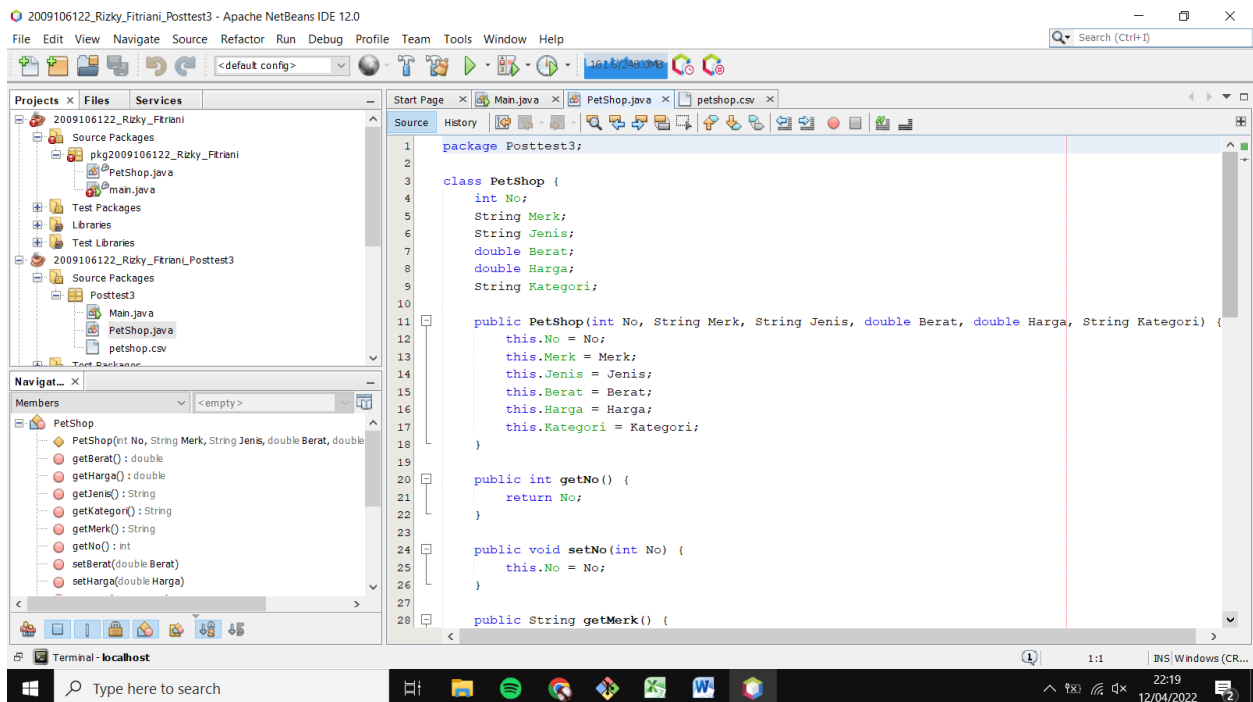 2009106122_Rizky_Fitriani_Posttest3 - Apache NetBeans IDE 12.0
File Edit View Navigate Source Refactor Run Debug Profile Team Tools Window Help
Search (Ctrl+I)
<default config>
161.6/248.0MB
Projects Files Services
Start Page Main.java PetShop.java petshop.csv
Source History
2009106122_Rizky_Fitriani
Source Packages
pkg2009106122_Rizky_Fitriani
PetShop.java
main.java
Test Packages
Libraries
Test Libraries
2009106122_Rizky_Fitriani_Posttest3
Source Packages
Posttest3
Main.java
PetShop.java
petshop.csv
Test Packages
Navigat...
Members <empty>
PetShop
PetShop(int No, String Merk, String Jenis, double Berat, double
getBerat() : double
getHarga() : double
getJenis() : String
getKategori() : String
getMerk() : String
getNo() : int
setBerat(double Berat)
setHarga(double Harga)
1 package Posttest3;
2
3 class PetShop {
4 int No;
5 String Merk;
6 String Jenis;
7 double Berat;
8 double Harga;
9 String Kategori;
10
11 public PetShop(int No, String Merk, String Jenis, double Berat, double Harga, String Kategori) {
12 this.No = No;
13 this.Merk = Merk;
14 this.Jenis = Jenis;
15 this.Berat = Berat;
16 this.Harga = Harga;
17 this.Kategori = Kategori;
18 }
19
20 public int getNo() {
21 return No;
22 }
23
24 public void setNo(int No) {
25 this.No = No;
26 }
27
28 public String getMerk() {
Terminal - localhost
1 1:1 INS Windows (CR...
Type here to search
22:19
12/04/2022
2